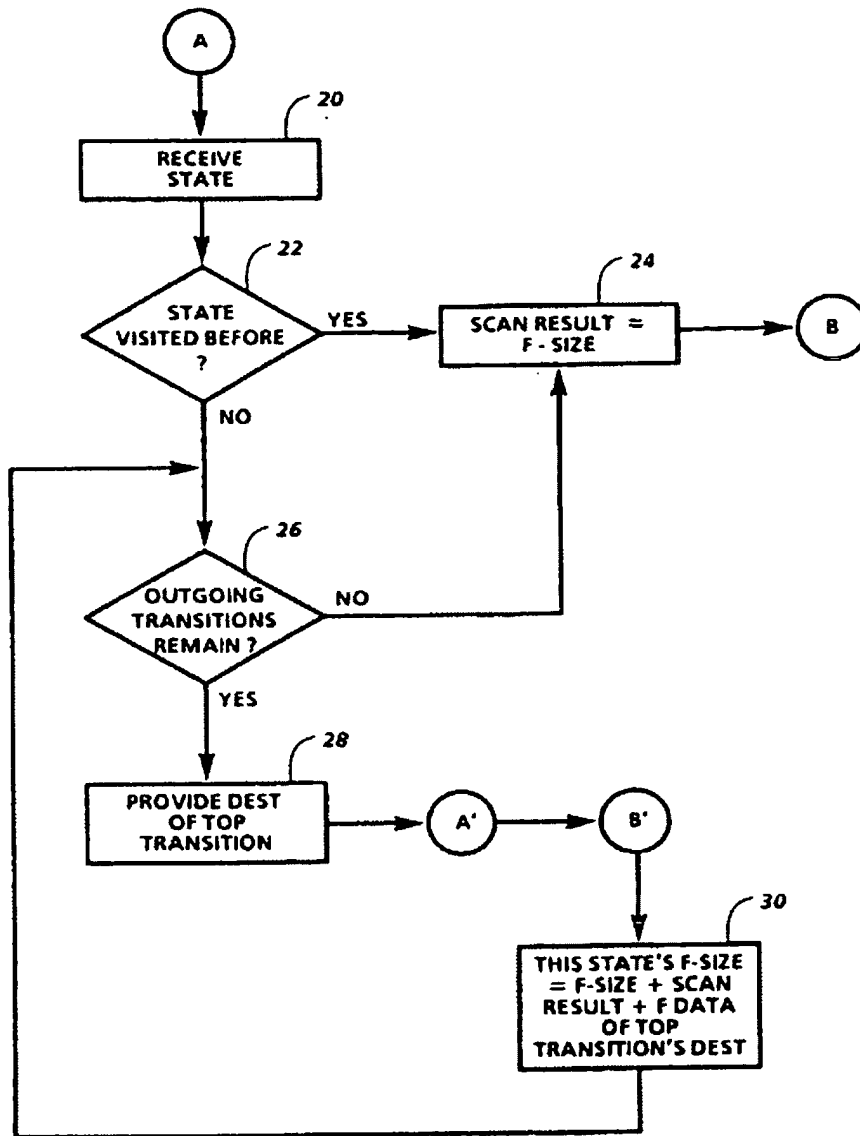 A
20
RECEIVE
STATE
22
STATE
VISITED BEFORE
?
YES
24
SCAN RESULT =
F - SIZE
B
NO
26
OUTGOING
TRANSITIONS
REMAIN ?
NO
YES
28
PROVIDE DEST
OF TOP
TRANSITION
A'
B'
30
THIS STATE'S F-SIZE
= F-SIZE + SCAN
RESULT + F DATA
OF TOP
TRANSITION'S DEST